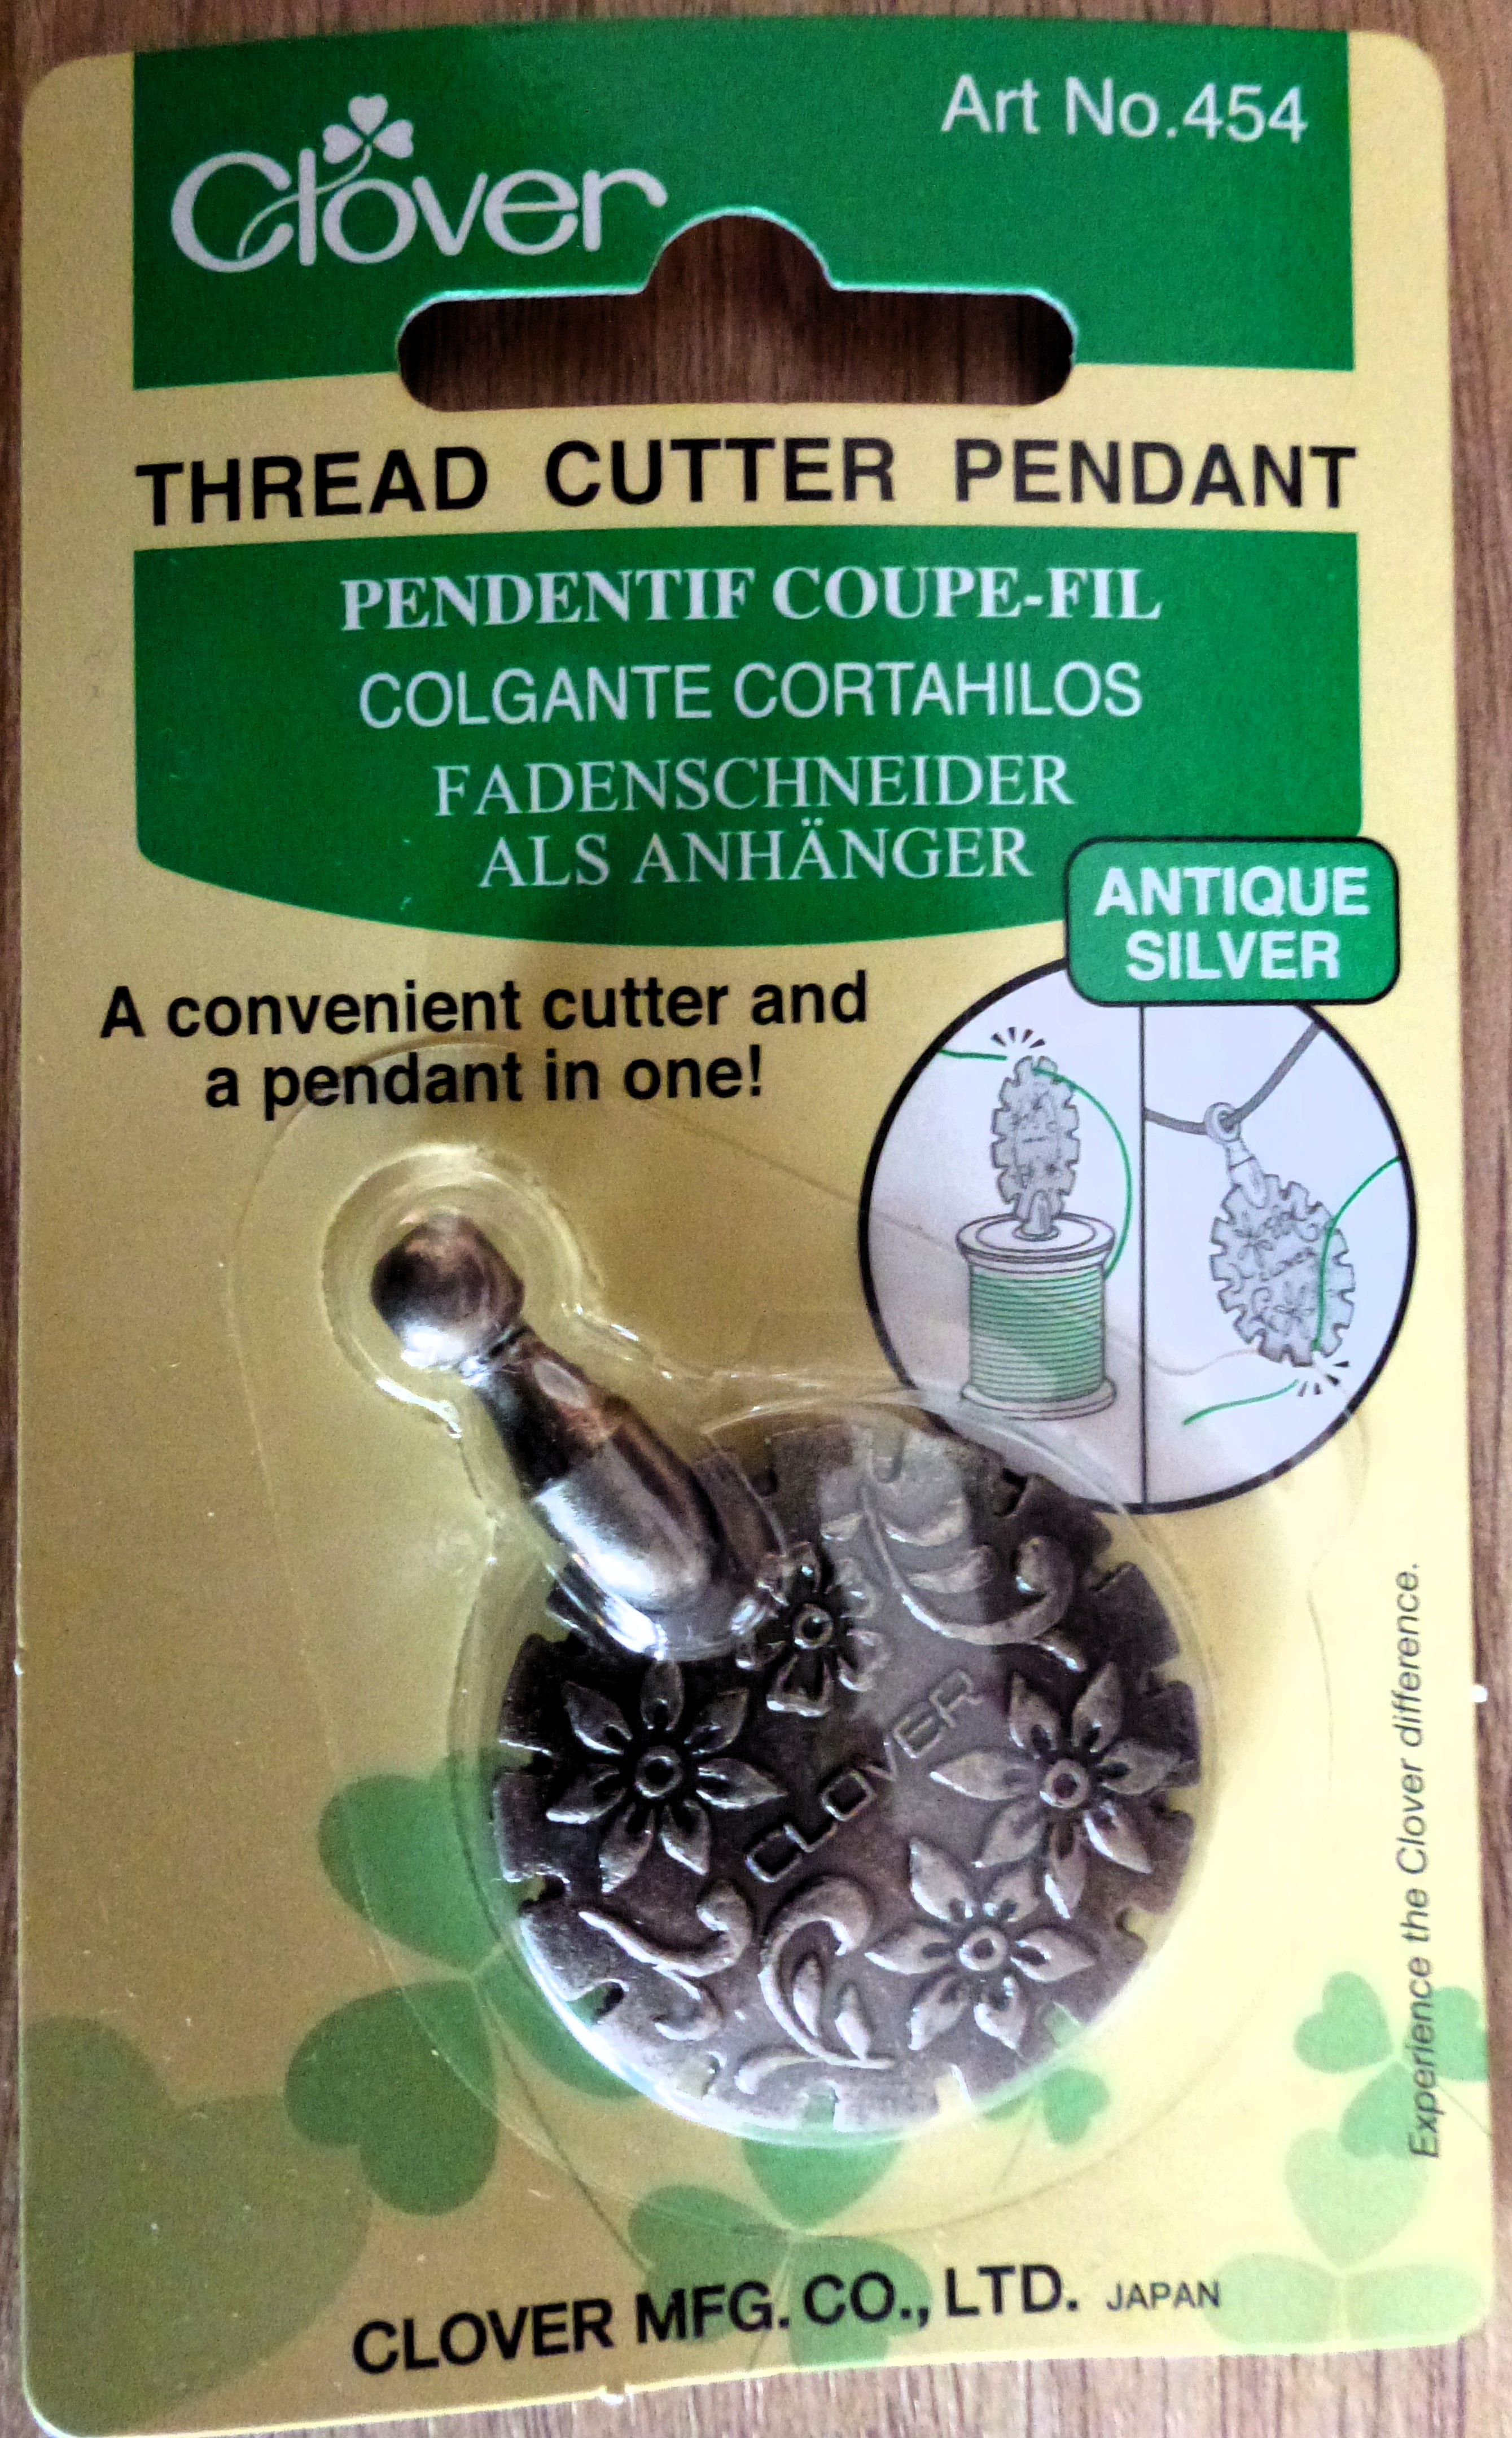 Clover
Art No.454
THREAD CUTTER PENDANT
PENDENTIF COUPE-FIL
COLGANTE CORTAHILOS
FADENSCHNEIDER
ALS ANHÄNGER
ANTIQUE
SILVER
A convenient cutter and
a pendant in one!
CLOVER
Experience the Clover difference.
CLOVER MFG. CO., LTD. JAPAN